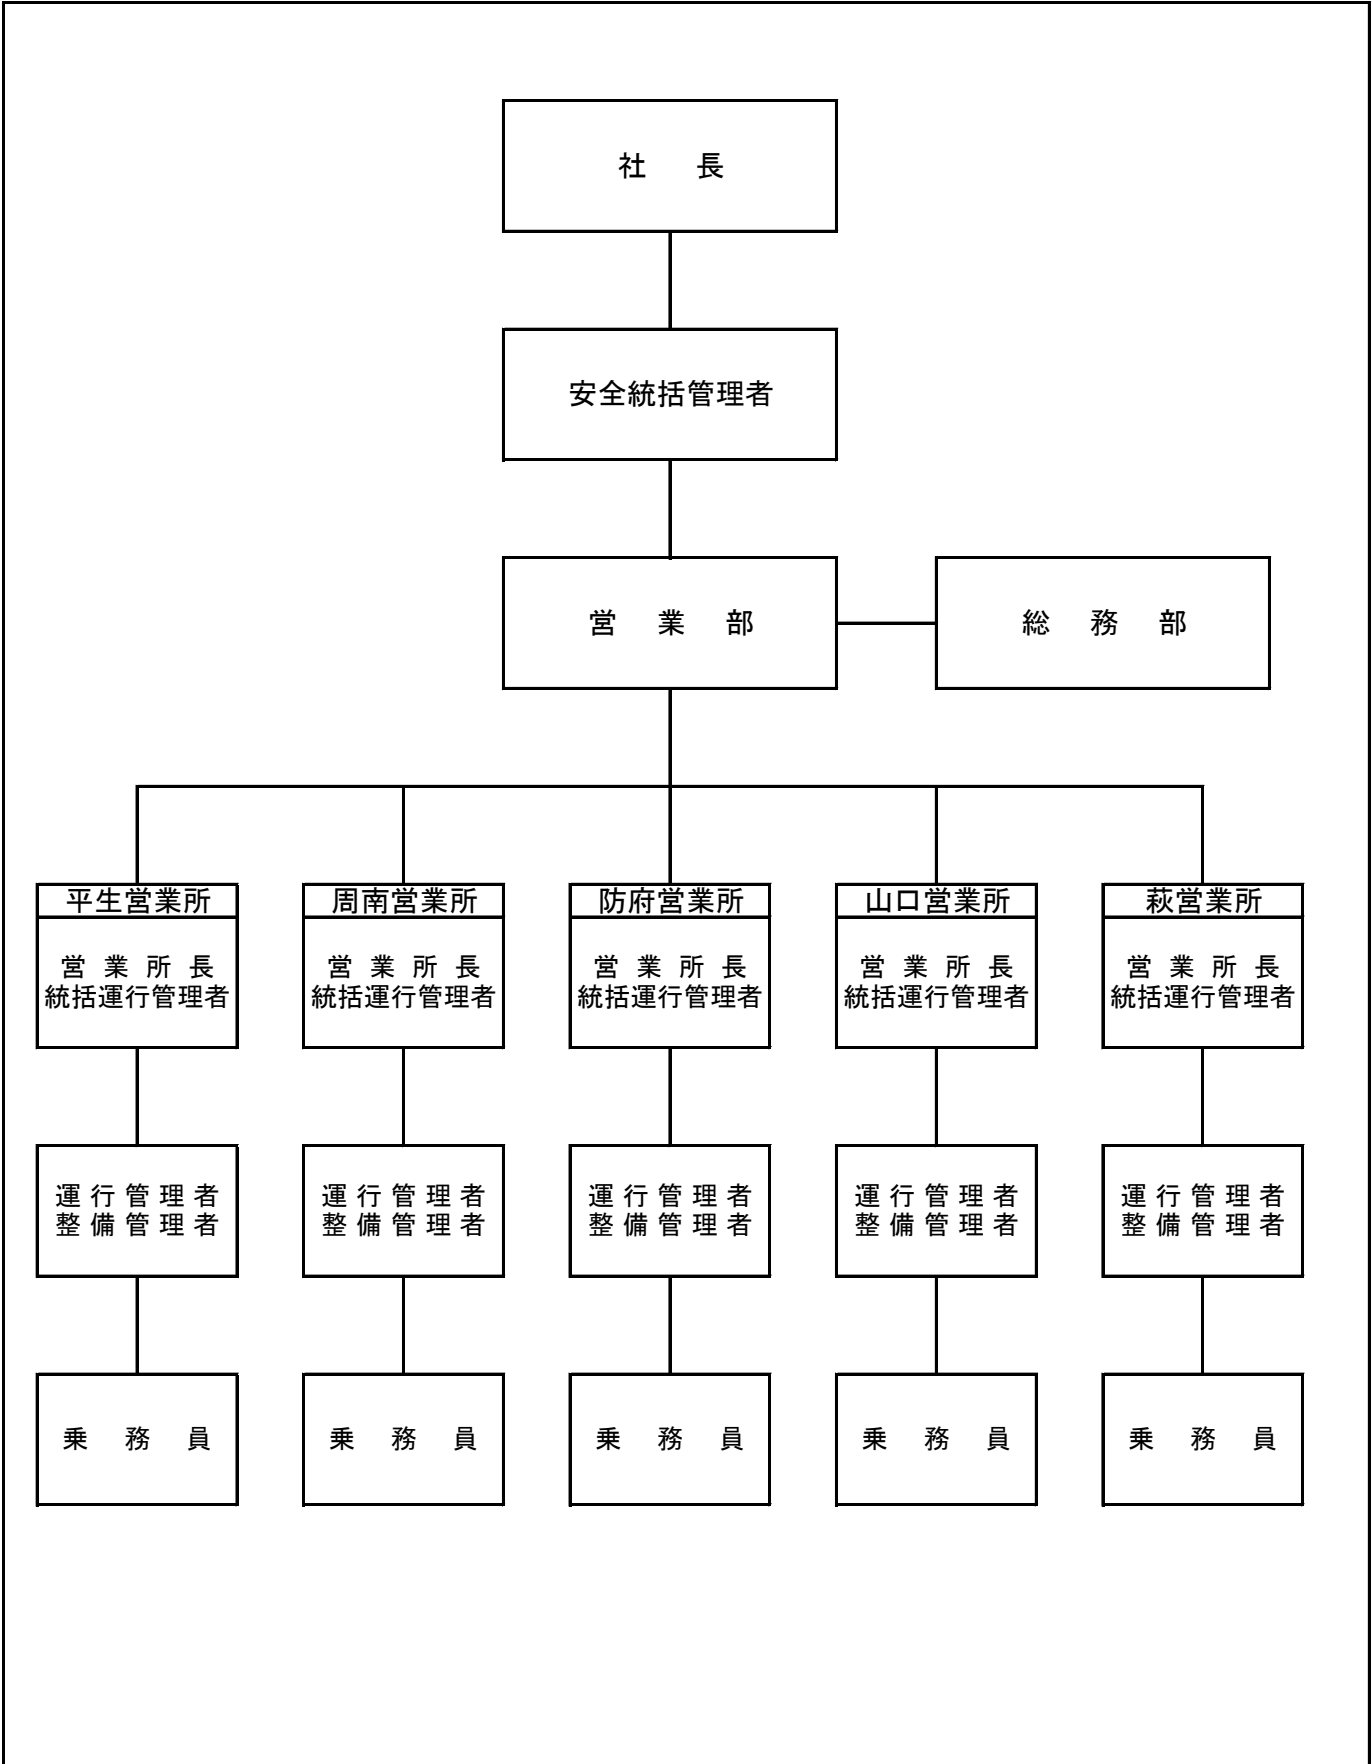 社長
安全統括管理者
営業部
総務部
平生営業所
営業所長
統括運行管理者
運行管理者
整備管理者
乗務員
周南営業所
営業所長
統括運行管理者
運行管理者
整備管理者
乗務員
防府営業所
営業所長
統括運行管理者
運行管理者
整備管理者
乗務員
山口営業所
営業所長
統括運行管理者
運行管理者
整備管理者
乗務員
萩営業所
営業所長
統括運行管理者
運行管理者
整備管理者
乗務員